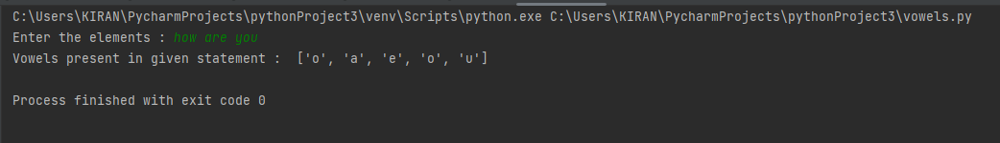 C:\Users\KIRAN\PycharmProjects\pythonProject3\venv\Scripts\python.exe C:\Users\KIRAN\PycharmProjects\pythonProject3\vowels.py
Enter the elements : how are you
Vowels present in given statement :  ['o', 'a', 'e', 'o', 'u']
Process finished with exit code 0